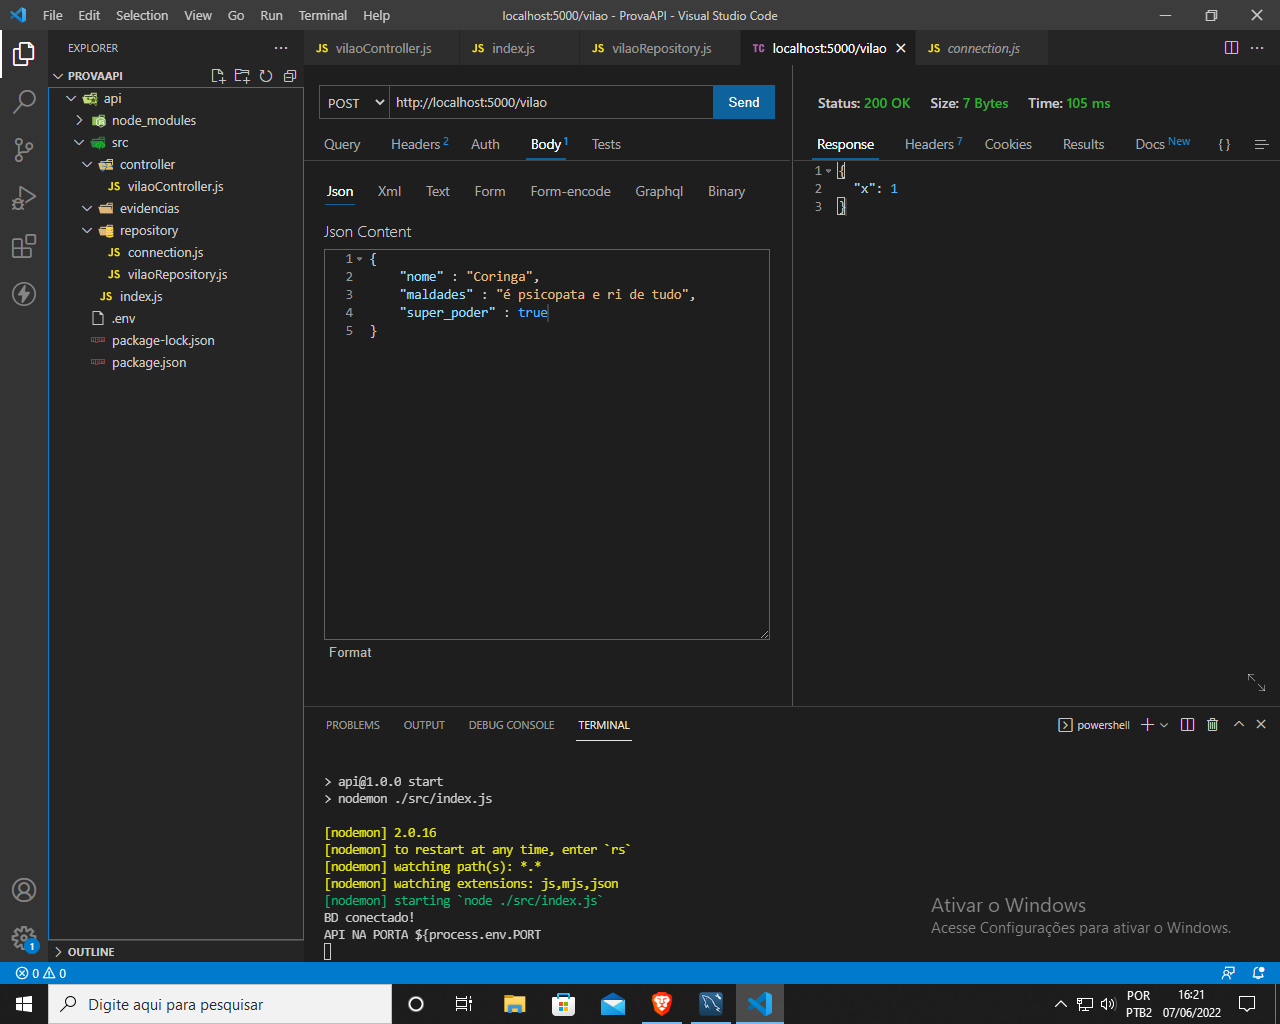 File Edit Selection View Go Run Terminal Help localhost:5000/vilao - ProvaAPI - Visual Studio Code
EXPLORER
PROVAAPI
api
node_modules
src
controller
JS vilaoController.js
evidencias
repository
JS connection.js
JS vilaoRepository.js
JS index.js
.env
package-lock.json
package.json
OUTLINE
JS vilaoController.js JS index.js JS vilaoRepository.js TC localhost:5000/vilao JS connection.js
POST http://localhost:5000/vilao Send
Query Headers 2 Auth Body 1 Tests
Json Xml Text Form Form-encode Graphql Binary
Json Content
1 {
2 "nome" : "Coringa",
3 "maldades" : "é psicopata e ri de tudo",
4 "super_poder" : true
5 }
Format
Status: 200 OK Size: 7 Bytes Time: 105 ms
Response Headers 7 Cookies Results Docs New { }
1 {
2 "x": 1
3 }
PROBLEMS OUTPUT DEBUG CONSOLE TERMINAL powershell
> api@1.0.0 start
> nodemon ./src/index.js
[nodemon] 2.0.16
[nodemon] to restart at any time, enter `rs`
[nodemon] watching path(s): *.*
[nodemon] watching extensions: js,mjs,json
[nodemon] starting `node ./src/index.js`
BD conectado!
API NA PORTA ${process.env.PORT
Ativar o Windows
Acesse Configurações para ativar o Windows.
1
0 0
Digite aqui para pesquisar
POR
PTB2
16:21
07/06/2022